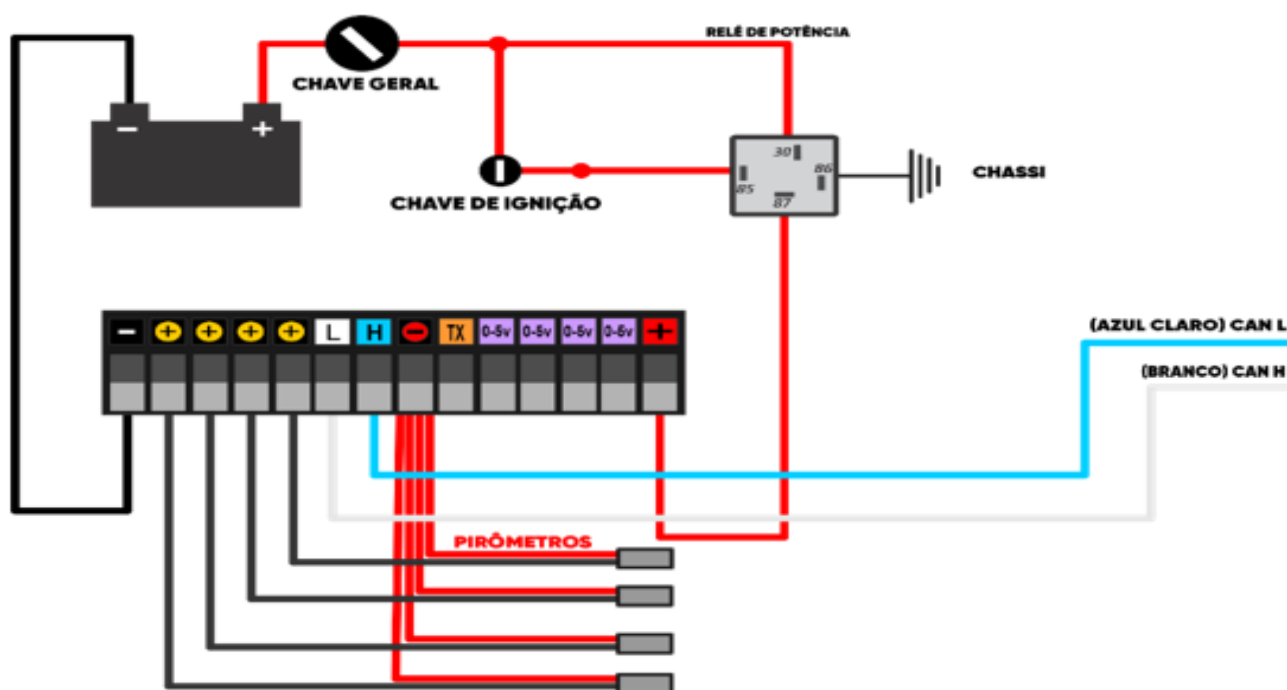 RELÉ DE POTÊNCIA
CHAVE GERAL
- +
30
86
85
87
CHASSI
CHAVE DE IGNIÇÃO
- + + + + L H - TX 0-5v 0-5v 0-5v 0-5v +
(AZUL CLARO) CAN L
(BRANCO) CAN H
PIRÔMETROS